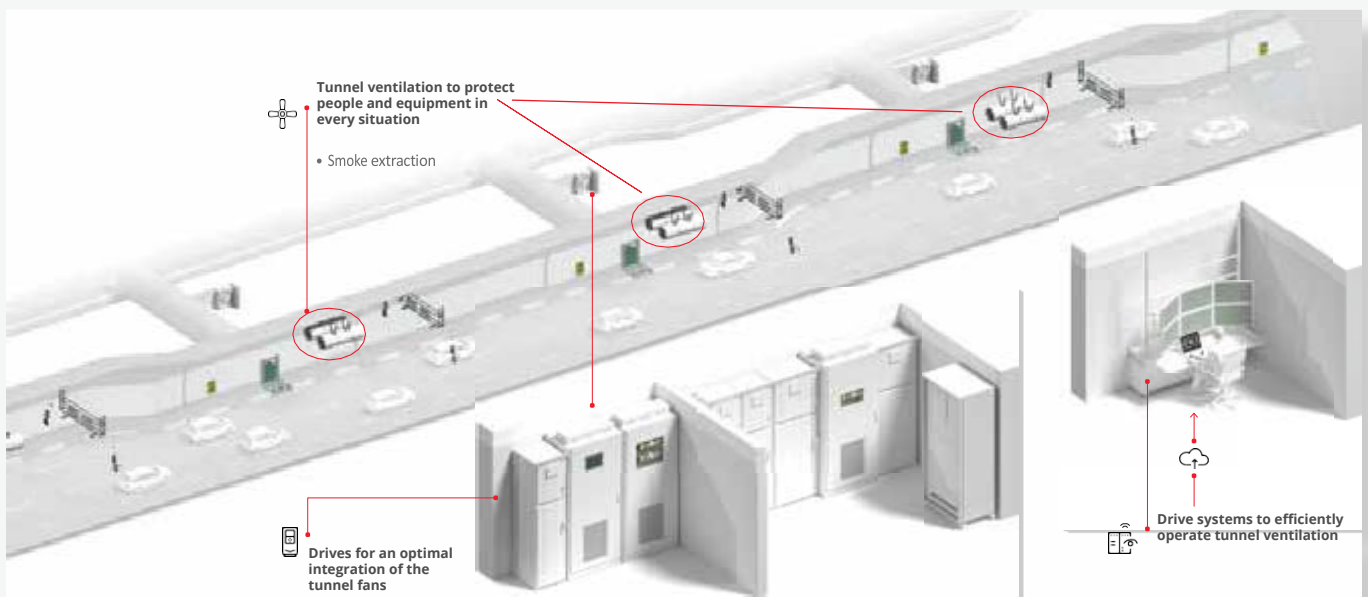 Tunnel ventilation to protect
people and equipment in
every situation
• Smoke extraction
Drives for an optimal
integration of the
tunnel fans
Drive systems to efficiently
operate tunnel ventilation